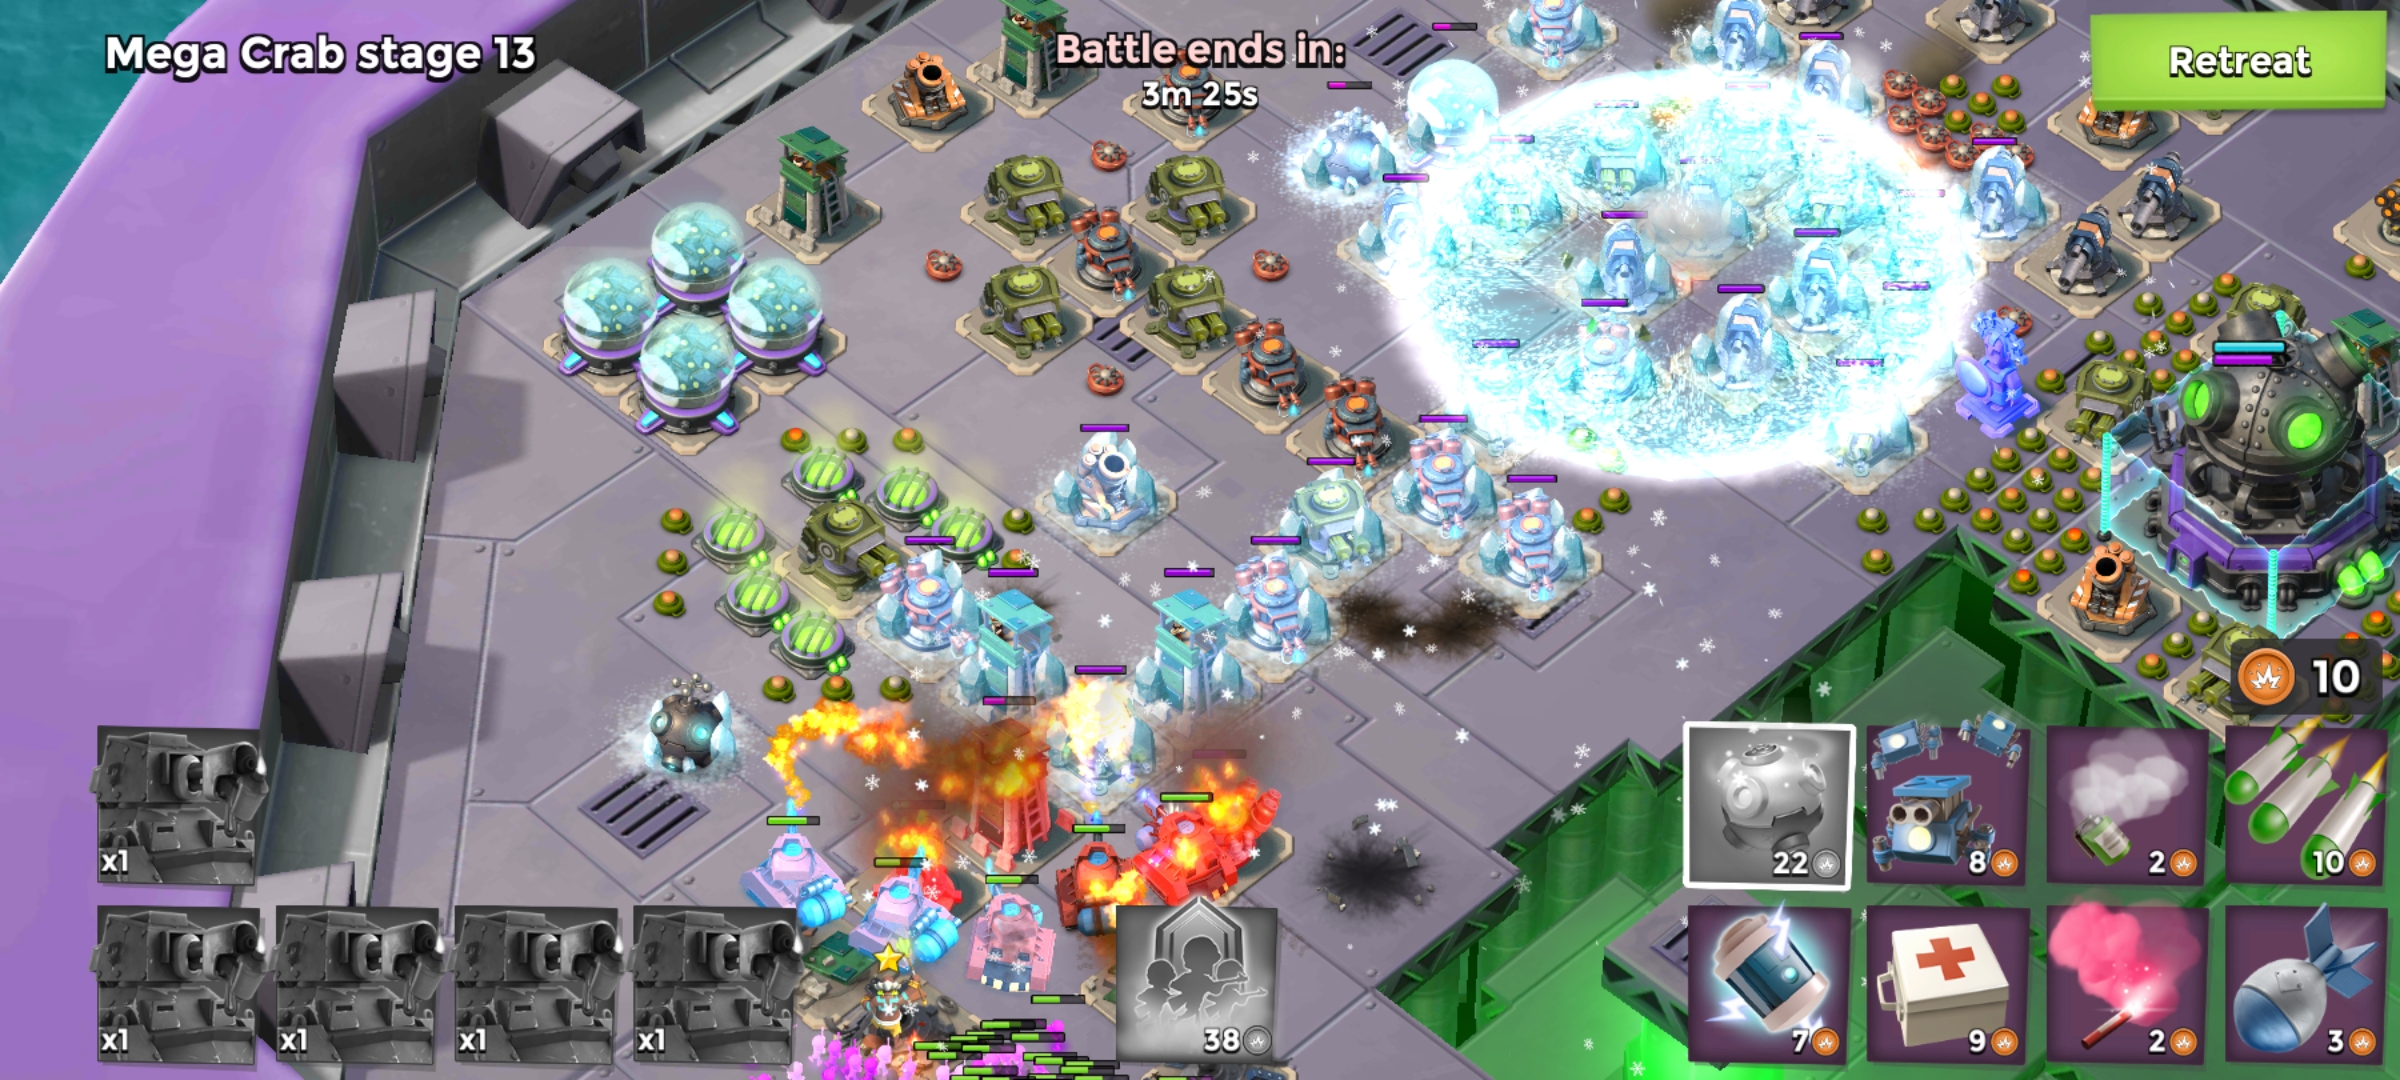 Mega Crab stage 13
Battle ends in:
3m 25s
Retreat
10
22
8
2
10
x1
x1
x1
x1
x1
38
7
9
2
3